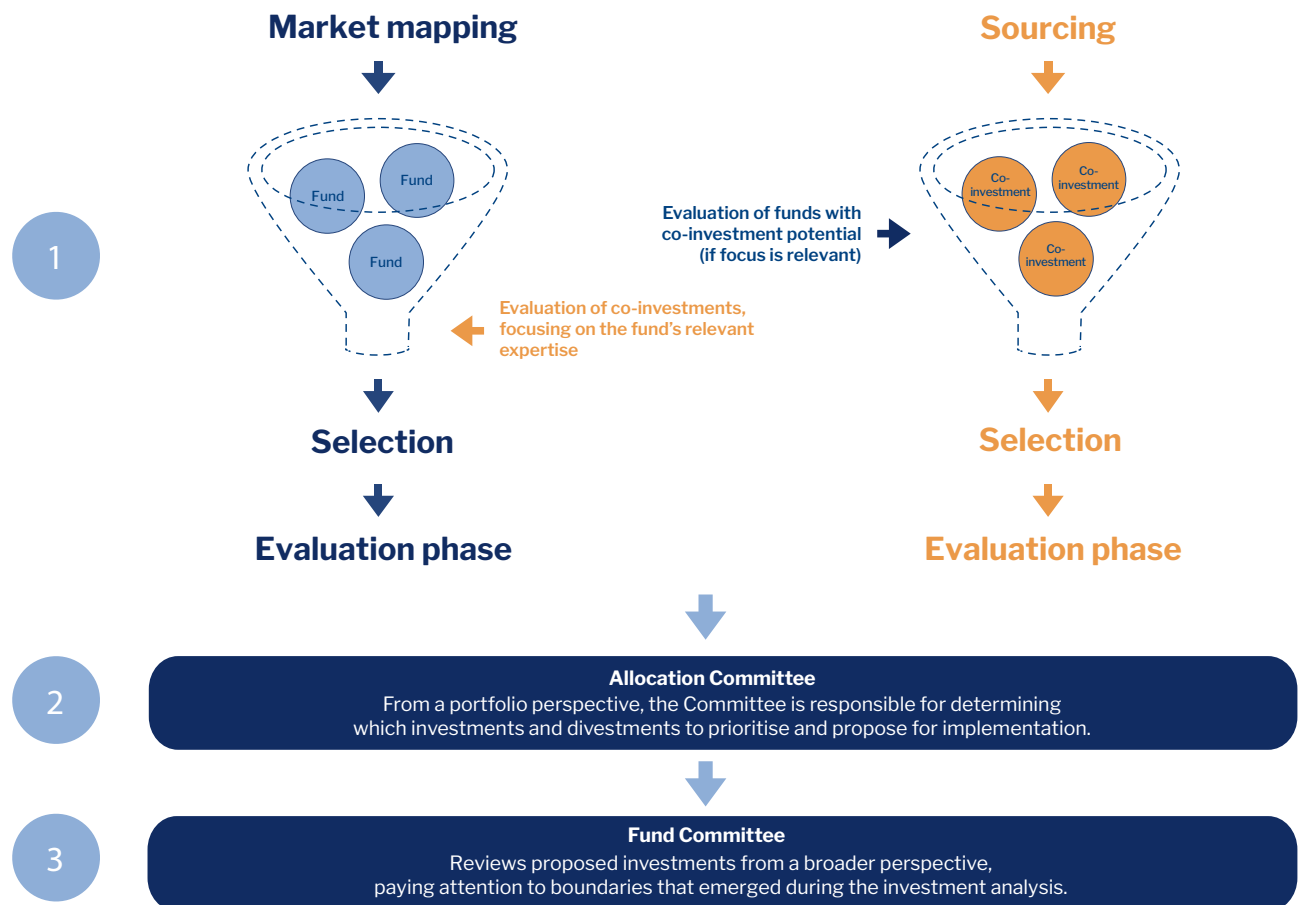 Market mapping
Sourcing
1
Fund
Fund
Fund
Evaluation of co-investments,
focusing on the fund's relevant
expertise
Evaluation of funds with
co-investment potential
(if focus is relevant)
Co-
investment
Co-
investment
Co-
investment
Selection
Selection
Evaluation phase
Evaluation phase
2
Allocation Committee
From a portfolio perspective, the Committee is responsible for determining
which investments and divestments to prioritise and propose for implementation.
3
Fund Committee
Reviews proposed investments from a broader perspective,
paying attention to boundaries that emerged during the investment analysis.